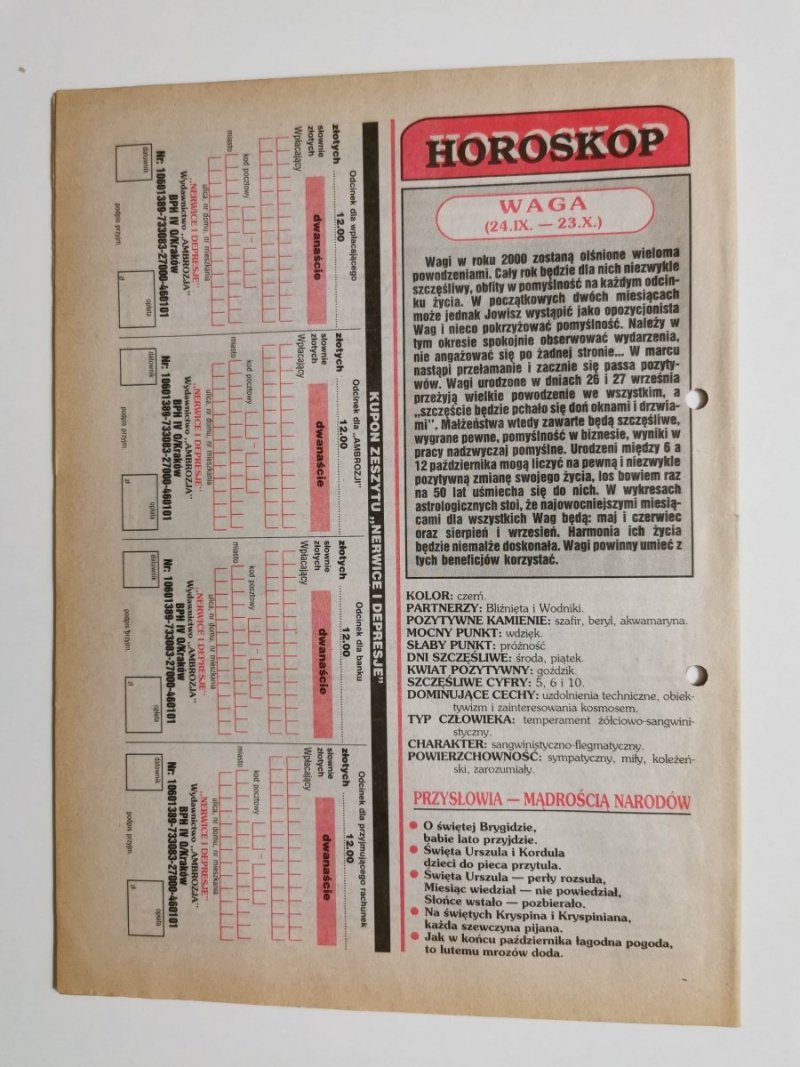 HOROSKOP
WAGA
(24.IX. — 23.X.)
Wagi w roku 2000 zostaną olśnione wieloma
powodzeniami. Cały rok będzie dla nich niezwykle
szczęśliwy, obfity w pomyślność na każdym odcin-
ku życia. W początkowych dwóch miesiącach
może jednak Jowisz wystąpić jako opozycjonista
Wag i nieco pokrzyżować pomyślność. Należy w
tym okresie spokojnie obserwować wydarzenia,
nie angażować się po żadnej stronie... W marcu
nastąpi przełamanie i zacznie się passa pozyty-
wów. Wagi urodzone w dniach 26 i 27 września
przeżyją wielkie powodzenie we wszystkim, a
„szczęście będzie pchało się doń oknami i drzwia-
mi". Małżeństwa wtedy zawarte będą szczęśliwe,
wygrane pewne, pomyślność w biznesie, wyniki w
pracy nadzwyczaj pomyślne. Urodzeni między 6 a
12 października mogą liczyć na pewną i niezwykle
pozytywną zmianę swojego życia, los bowiem raz
na 50 lat uśmiecha się do nich. W wykresach
astrologicznych stoi, że najowocniejszymi miesią-
cami dla wszystkich Wag będą: maj i czerwiec
oraz sierpień i wrzesień. Harmonia ich życia
będzie niemalże doskonała. Wagi powinny umieć z
tych beneficjów korzystać.
KOLOR: czerń.
PARTNERZY: Bliźnięta i Wodniki.
POZYTYWNE KAMIENIE: szafir, beryl, akwamaryna.
MOCNY PUNKT: wdzięk.
SŁABY PUNKT: próżność
DNI SZCZĘŚLIWE: środa, piątek.
KWIAT POZYTYWNY: goździk.
SZCZĘŚLIWE CYFRY: 5, 6 i 10.
DOMINUJĄCE CECHY: uzdolnienia techniczne, obiek-
tywizm i zainteresowania kosmosem.
TYP CZŁOWIEKA: temperament żółciowo-sangwini-
styczny.
CHARAKTER: sangwinistyczno-flegmatyczny.
POWIERZCHOWNOŚĆ: sympatyczny, miły, koleżeń-
ski, zarozumiały.
PRZYSŁOWIA — MĄDROŚCIĄ NARODÓW
● O świętej Brygidzie,
babie lato przyjdzie.
● Święta Urszula i Kordula
dzieci do pieca przytula.
● Święta Urszula — perły rozsuła,
Miesiąc wiedział — nie powiedział,
Słońce wstało — pozbierało.
● Na świętych Kryspina i Kryspiniana,
każda szewczyna pijana.
● Jak w końcu października łagodna pogoda,
to lutemu mrozów doda.
KUPON ZESZYTU „NERWICE I DEPRESJE"
Odcinek dla wpłacającego
złotych 12.00
słownie
złotych dwanaście
Wpłacający
kod pocztowy
miasto
ulica, nr domu, nr mieszkania
„NERWICE I DEPRESJE"
Wydawnictwo „AMBROZJA"
BPH IV O/Kraków
Nr: 10601389-733083-27000-460101
datownik
podpis przyjm.
zł
opłata
Odcinek dla „AMBROZJI"
złotych 12.00
słownie
złotych dwanaście
Wpłacający
kod pocztowy
miasto
ulica, nr domu, nr mieszkania
„NERWICE I DEPRESJE"
Wydawnictwo „AMBROZJA"
BPH IV O/Kraków
Nr: 10601389-733083-27000-460101
datownik
podpis przyjm.
zł
opłata
Odcinek dla banku
złotych 12.00
słownie
złotych dwanaście
Wpłacający
kod pocztowy
miasto
ulica, nr domu, nr mieszkania
„NERWICE I DEPRESJE"
Wydawnictwo „AMBROZJA"
BPH IV O/Kraków
Nr: 10601389-733083-27000-460101
datownik
podpis przyjm.
zł
opłata
Odcinek dla przyjmującego rachunek
złotych 12.00
słownie
złotych dwanaście
Wpłacający
kod pocztowy
miasto
ulica, nr domu, nr mieszkania
„NERWICE I DEPRESJE"
Wydawnictwo „AMBROZJA"
BPH IV O/Kraków
Nr: 10601389-733083-27000-460101
datownik
podpis przyjm.
zł
opłata